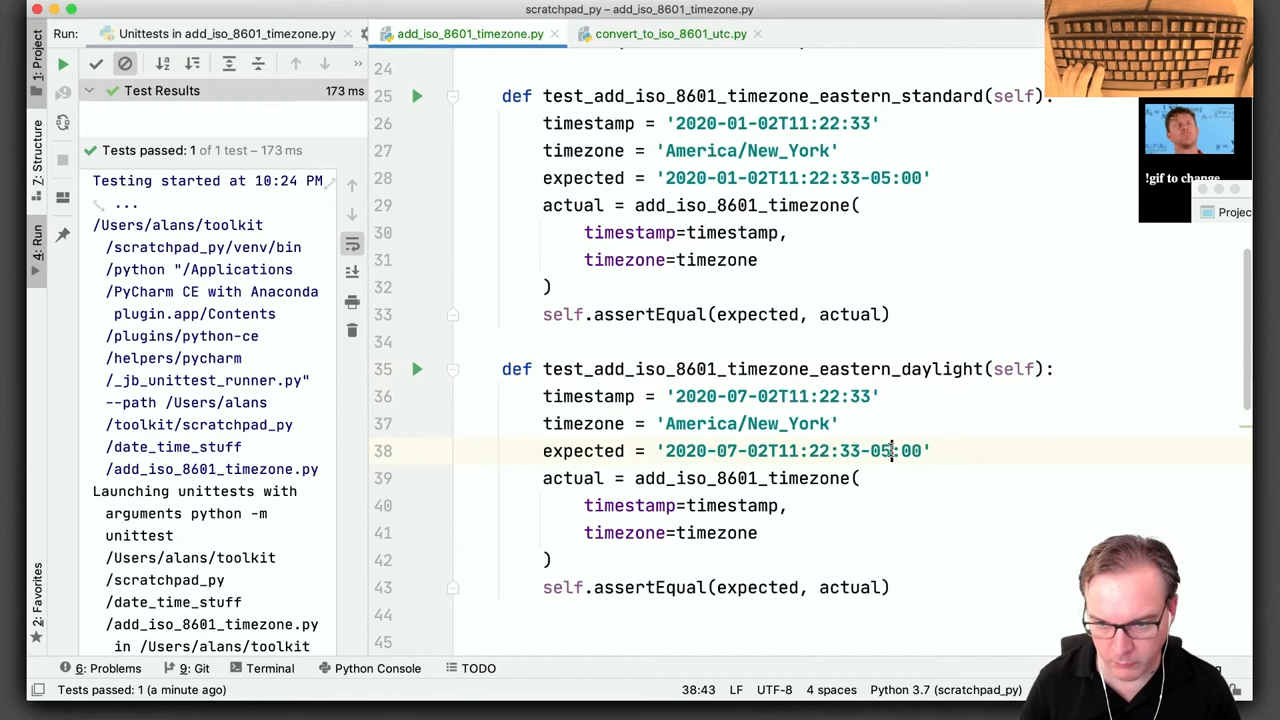 scratchpad_py – add_iso_8601_timezone.py
Run: Unittests in add_iso_8601_timezone.py
add_iso_8601_timezone.py convert_to_iso_8601_utc.py
1: Project
Z: Structure
4: Run
2: Favorites
Test Results 173 ms
Tests passed: 1 of 1 test – 173 ms
Testing started at 10:24 PM
...
/Users/alans/toolkit
/scratchpad_py/venv/bin
/python "/Applications
/PyCharm CE with Anaconda
plugin.app/Contents
/plugins/python-ce
/helpers/pycharm
/_jb_unittest_runner.py"
--path /Users/alans
/toolkit/scratchpad_py
/date_time_stuff
/add_iso_8601_timezone.py
Launching unittests with
arguments python -m
unittest
/Users/alans/toolkit
/scratchpad_py
/date_time_stuff
/add_iso_8601_timezone.py
in /Users/alans/toolkit
24
25 def test_add_iso_8601_timezone_eastern_standard(self):
26 timestamp = '2020-01-02T11:22:33'
27 timezone = 'America/New_York'
28 expected = '2020-01-02T11:22:33-05:00'
29 actual = add_iso_8601_timezone(
30 timestamp=timestamp,
31 timezone=timezone
32 )
33 self.assertEqual(expected, actual)
34
35 def test_add_iso_8601_timezone_eastern_daylight(self):
36 timestamp = '2020-07-02T11:22:33'
37 timezone = 'America/New_York'
38 expected = '2020-07-02T11:22:33-05:00'
39 actual = add_iso_8601_timezone(
40 timestamp=timestamp,
41 timezone=timezone
42 )
43 self.assertEqual(expected, actual)
44
45
!gif to change
Projec
6: Problems 9: Git Terminal Python Console TODO
Tests passed: 1 (a minute ago) 38:43 LF UTF-8 4 spaces Python 3.7 (scratchpad_py)